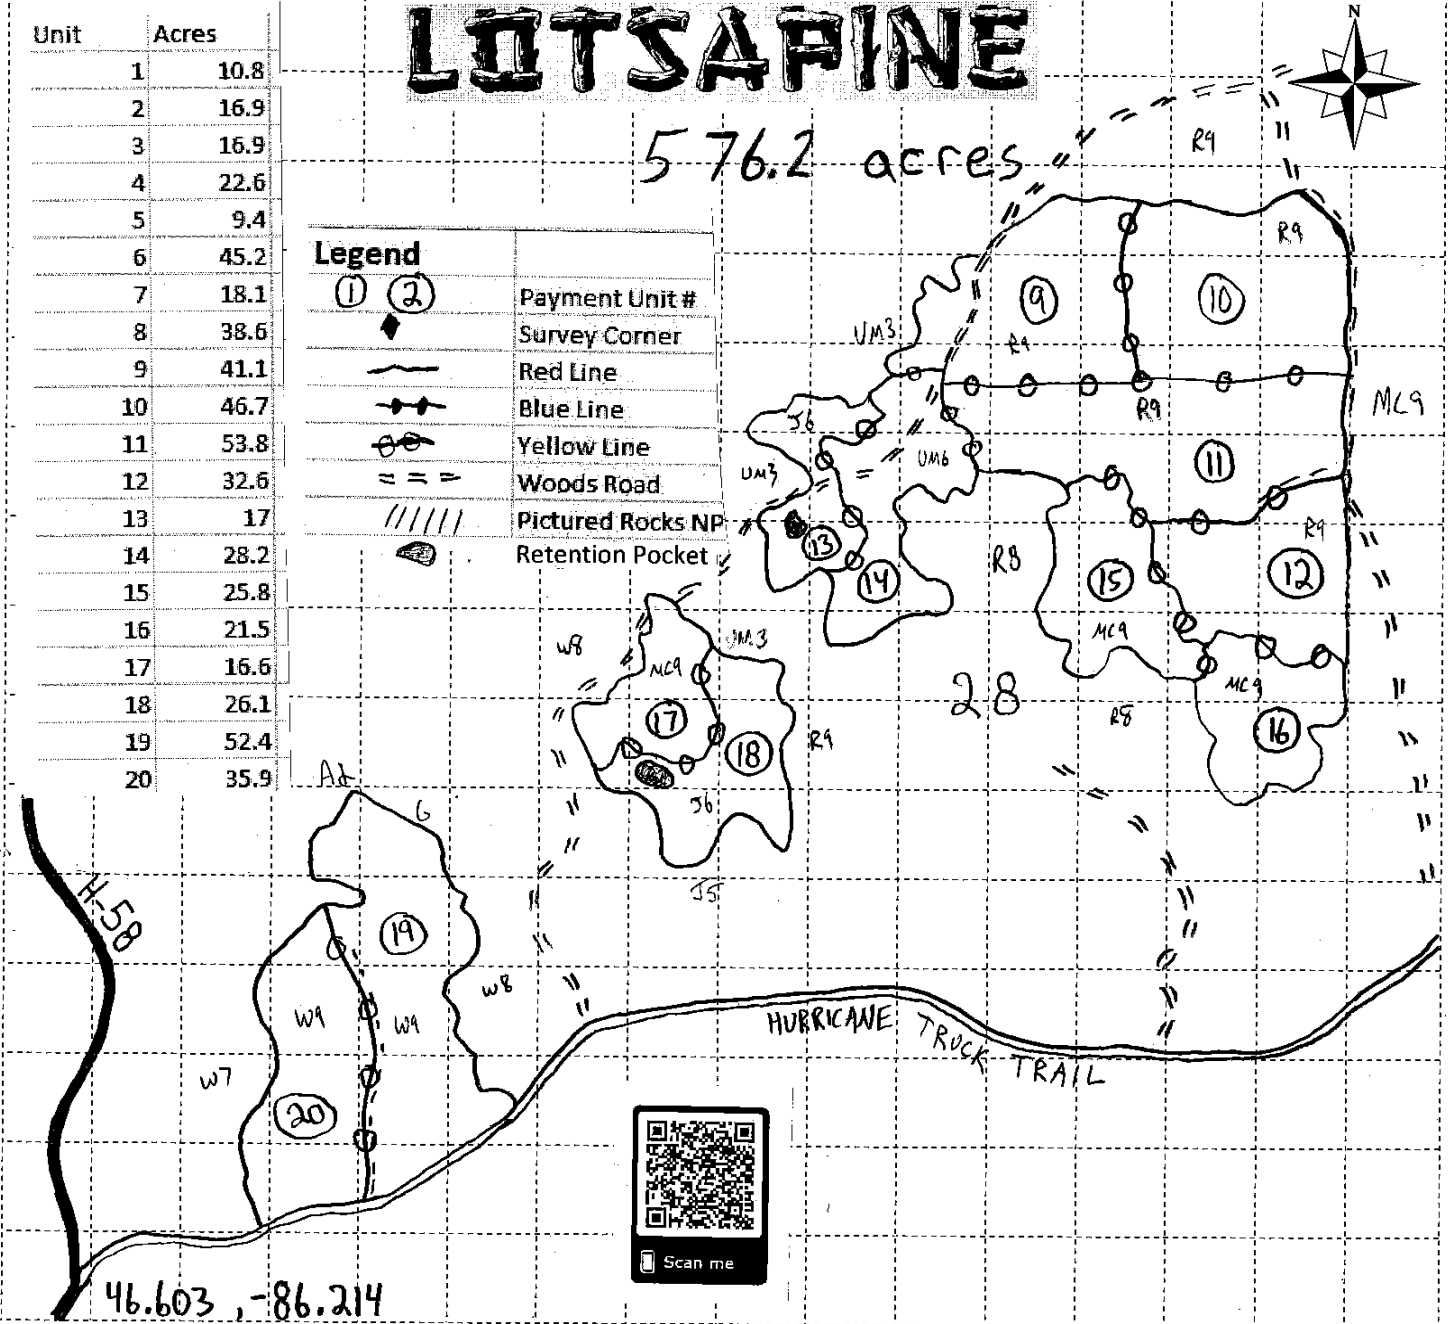 LOTSAPINE
576.2 acres
N
Unit Acres
1 10.8
2 16.9
3 16.9
4 22.6
5 9.4
6 45.2
7 18.1
8 38.6
9 41.1
10 46.7
11 53.8
12 32.6
13 17
14 28.2
15 25.8
16 21.5
17 16.6
18 26.1
19 52.4
20 35.9
Legend
1 2 Payment Unit #
Survey Corner
Red Line
Blue Line
Yellow Line
Woods Road
Pictured Rocks NP
Retention Pocket
R9
R9
9
10
R9
UM3
R9
MC9
J6
UM6
11
UM3
13
R9
14
R8
15
12
MC9
W8
UM3
MC9
MC9
28
17
R8
16
18
R9
J6
J5
Ad
G
H-58
19
W8
W9
W9
W7
20
HURRICANE TRUCK TRAIL
Scan me
46.603, -86.214